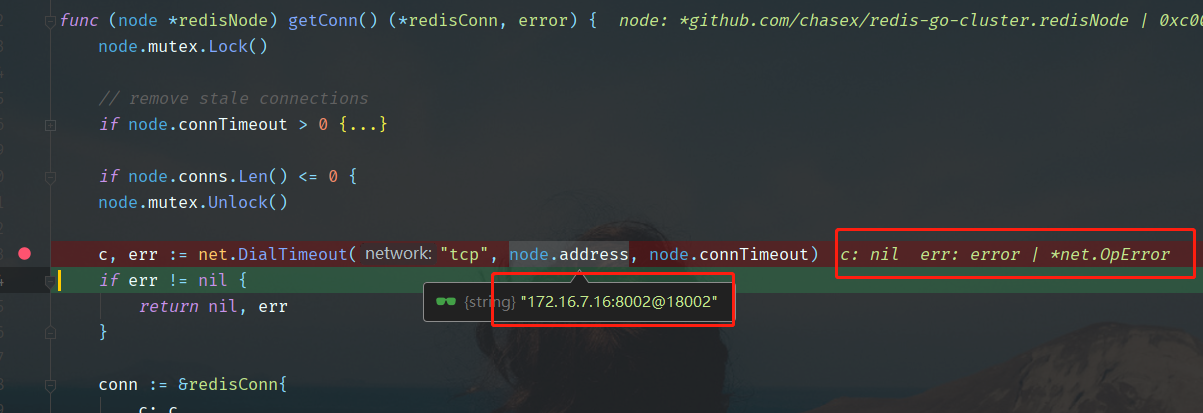 func (node *redisNode) getConn() (*redisConn, error) { node: *github.com/chasex/redis-go-cluster.redisNode | 0xc00
node.mutex.Lock()
// remove stale connections
if node.connTimeout > 0 {...}
if node.conns.Len() <= 0 {
node.mutex.Unlock()
c, err := net.DialTimeout( network: "tcp", node.address, node.connTimeout) c: nil err: error | *net.OpError
if err != nil {
{string} "172.16.7.16:8002@18002"
return nil, err
}
conn := &redisConn{
c: c